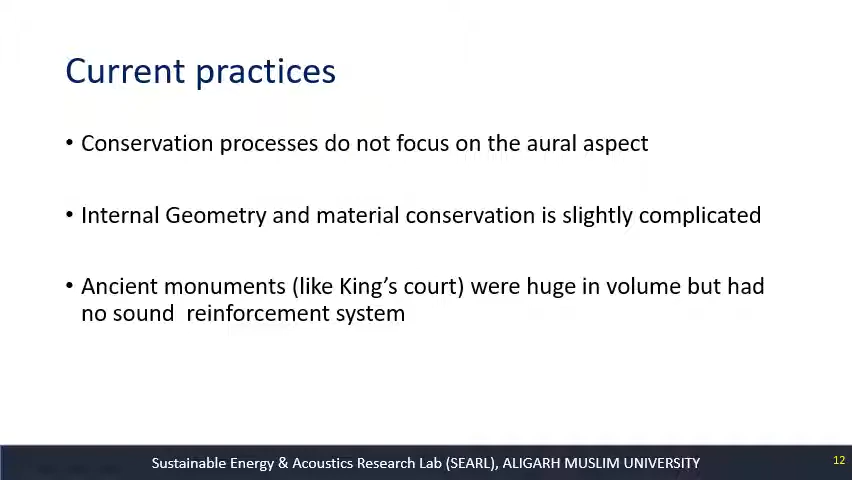 Current practices
• Conservation processes do not focus on the aural aspect
• Internal Geometry and material conservation is slightly complicated
• Ancient monuments (like King’s court) were huge in volume but had
no sound  reinforcement system
Sustainable Energy & Acoustics Research Lab (SEARL), ALIGARH MUSLIM UNIVERSITY
12